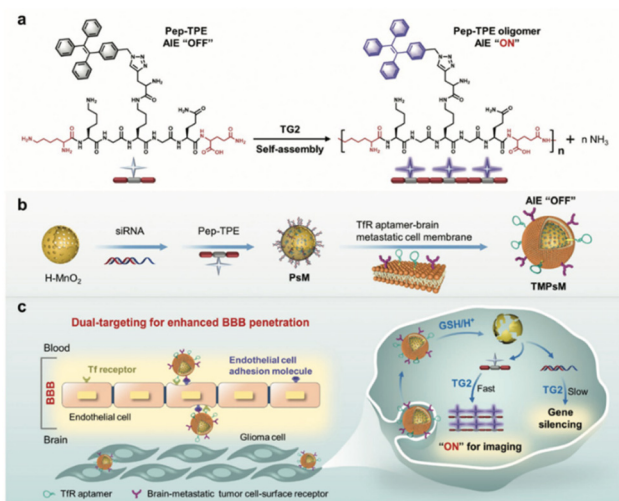 a
Pep-TPE
AIE “OFF”
Pep-TPE oligomer
AIE “ON”
N=N
N
NH₂
O
H₂N
TG2
Self-assembly
n
+ n NH₃
b
siRNA
Pep-TPE
TfR aptamer-brain
metastatic cell membrane
AIE “OFF”
H-MnO₂
PsM
TMPsM
c
Dual-targeting for enhanced BBB penetration
Blood
Tf receptor
Endothelial cell
adhesion molecule
BBB
Endothelial cell
Brain
Glioma cell
TfR aptamer
Brain-metastatic tumor cell-surface receptor
GSH/H⁺
TG2
Fast
TG2
Slow
Gene
silencing
“ON” for imaging